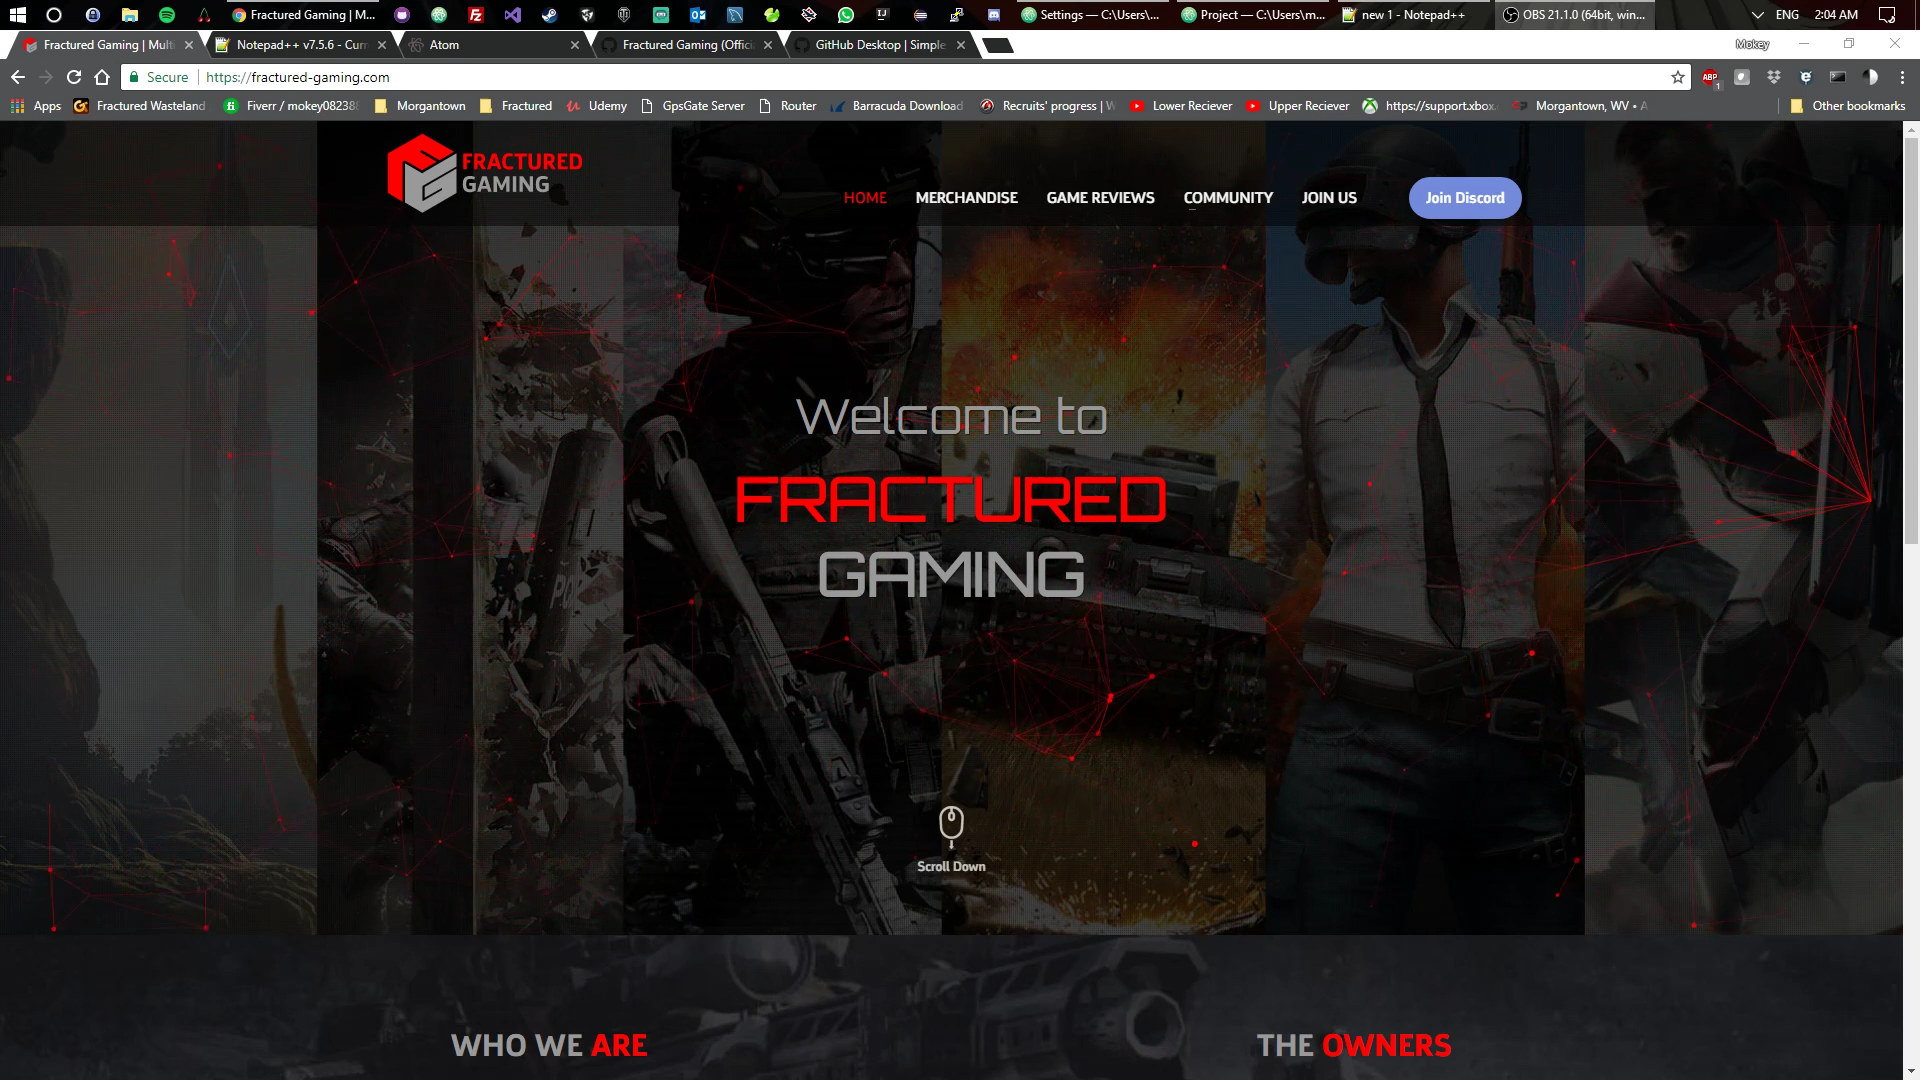 Fractured Gaming | M...
Settings — C:\Users\...
Project — C:\Users\m...
new 1 - Notepad++
OBS 21.1.0 (64bit, win...
ENG
2:04 AM
Fractured Gaming | Mult
Notepad++ v7.5.6 - Curr
Atom
Fractured Gaming (Offici
GitHub Desktop | Simple
Mokey
Secure
https://fractured-gaming.com
ABP
1
Apps
Fractured Wasteland
Fiverr / mokey08238
Morgantown
Fractured
Udemy
GpsGate Server
Router
Barracuda Download
Recruits' progress | W
Lower Reciever
Upper Reciever
https://support.xbox.
Morgantown, WV • A
Other bookmarks
FRACTURED
GAMING
HOME
MERCHANDISE
GAME REVIEWS
COMMUNITY
JOIN US
Join Discord
Welcome to
FRACTURED
GAMING
Scroll Down
WHO WE ARE
THE OWNERS